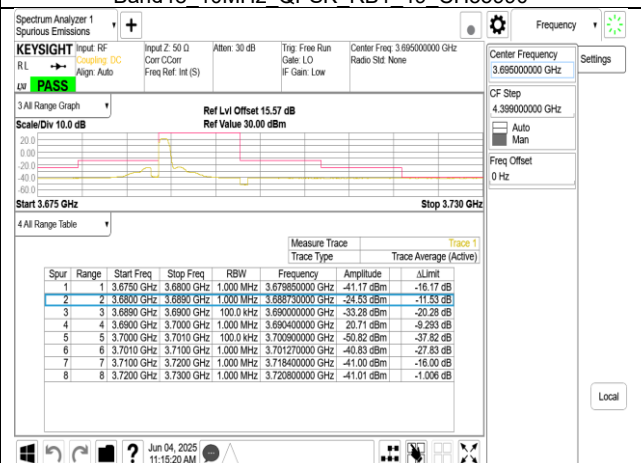 Spectrum Analyzer 1
Spurious Emissions
Frequency
KEYSIGHT
RL
Align: Auto
LXI PASS
Input: RF
Coupling: DC
Input Z: 50 Ω
Corr CCorr
Freq Ref: Int (S)
Atten: 30 dB
Trig: Free Run
Gate: LO
IF Gain: Low
Center Freq: 3.695000000 GHz
Radio Std: None
Center Frequency
3.695000000 GHz
Settings
CF Step
4.399000000 GHz
Auto
Man
Freq Offset
0 Hz
3 All Range Graph
Scale/Div 10.0 dB
Ref Lvl Offset 15.57 dB
Ref Value 30.00 dBm
20.0
0.00
-20.0
-40.0
-60.0
Start 3.675 GHz
Stop 3.730 GHz
4 All Range Table
Measure Trace Trace 1
Trace Type Trace Average (Active)
Spur Range Start Freq Stop Freq RBW Frequency Amplitude ΔLimit
1 1 3.6750 GHz 3.6800 GHz 1.000 MHz 3.679850000 GHz -41.17 dBm -16.17 dB
2 2 3.6800 GHz 3.6890 GHz 1.000 MHz 3.688730000 GHz -24.53 dBm -11.53 dB
3 3 3.6890 GHz 3.6900 GHz 100.0 kHz 3.690000000 GHz -33.28 dBm -20.28 dB
4 4 3.6900 GHz 3.7000 GHz 1.000 MHz 3.690400000 GHz 20.71 dBm -9.293 dB
5 5 3.7000 GHz 3.7010 GHz 100.0 kHz 3.700900000 GHz -50.82 dBm -37.82 dB
6 6 3.7010 GHz 3.7100 GHz 1.000 MHz 3.701270000 GHz -40.83 dBm -27.83 dB
7 7 3.7100 GHz 3.7200 GHz 1.000 MHz 3.718400000 GHz -41.00 dBm -16.00 dB
8 8 3.7200 GHz 3.7300 GHz 1.000 MHz 3.720800000 GHz -41.01 dBm -1.006 dB
Local
Jun 04, 2025
11:15:20 AM